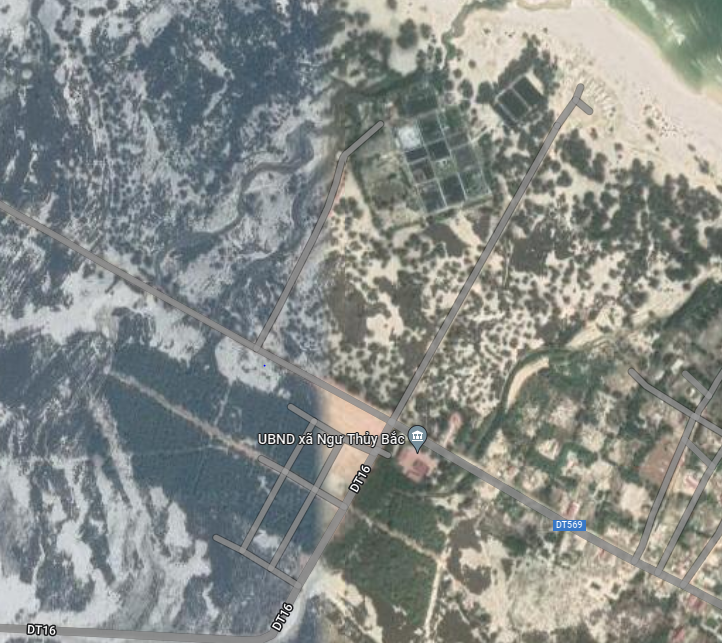 UBND xã Ngư Thủy Bắc
DT16
DT569
DT16
DT16